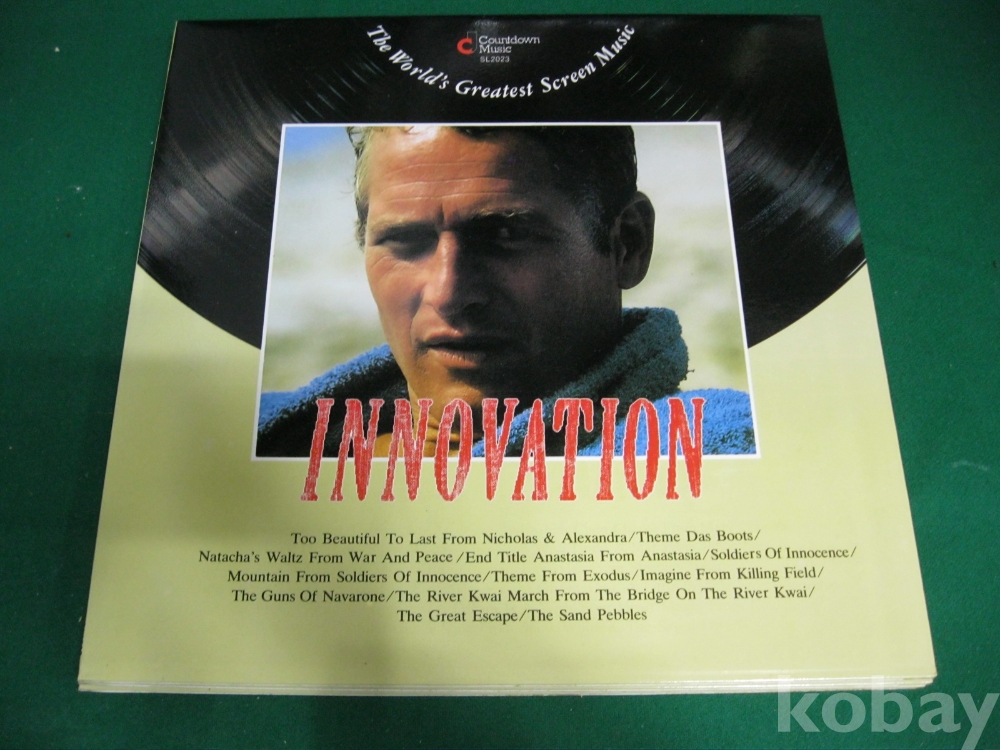 Countdown
Music
SL2023
The World's Greatest Screen Music
INNOVATION
Too Beautiful To Last From Nicholas & Alexandra/Theme Das Boots/
Natacha's Waltz From War And Peace /End Title Anastasia From Anastasia/Soldiers Of Innocence/
Mountain From Soldiers Of Innocence/Theme From Exodus/Imagine From Killing Field/
The Guns Of Navarone/The River Kwai March From The Bridge On The River Kwai/
The Great Escape/The Sand Pebbles
kobay